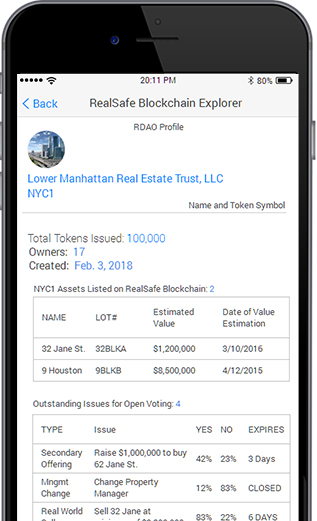 20:11 PM 80%
Back RealSafe Blockchain Explorer
RDAO Profile
Lower Manhattan Real Estate Trust, LLC
NYC1
Name and Token Symbol
Total Tokens Issued: 100,000
Owners: 17
Created: Feb. 3, 2018
NYC1 Assets Listed on RealSafe Blockchain: 2
NAME LOT# Estimated Value Date of Value Estimation
32 Jane St. 32BLKA $1,200,000 3/10/2016
9 Houston 9BLKB $8,500,000 4/12/2015
Outstanding Issues for Open Voting: 4
TYPE Issue YES NO EXPIRES
Secondary Offering Raise $1,000,000 to buy 62 Jane St. 42% 23% 3 Days
Mngmt Change Change Property Manager 12% 83% CLOSED
Real World Sell 32 Jane at 83% 22% 6 DAYS